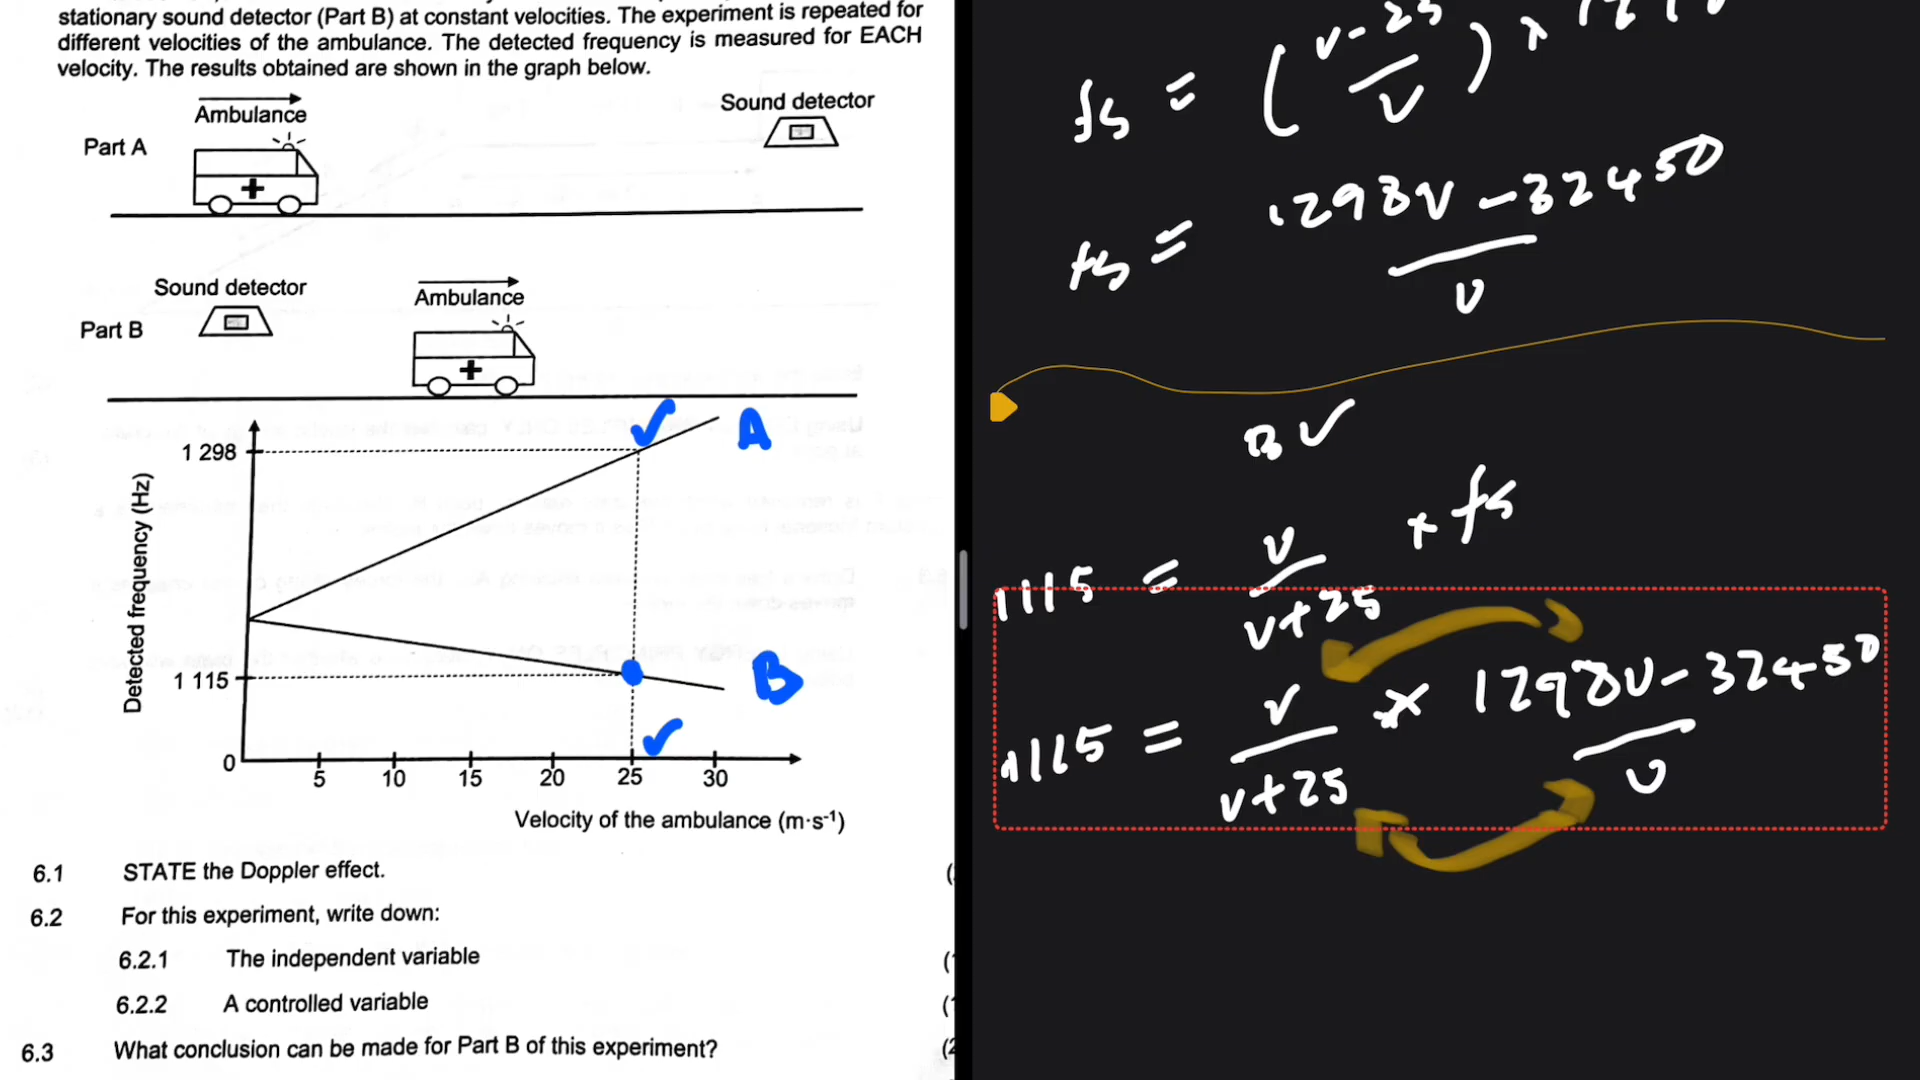 stationary sound detector (Part B) at constant velocities. The experiment is repeated for
different velocities of the ambulance. The detected frequency is measured for EACH
velocity. The results obtained are shown in the graph below.
Ambulance
Sound detector
Part A
Sound detector
Ambulance
Part B
A
1 298
Detected frequency (Hz)
1 115
B
0
5 10 15 20 25 30
Velocity of the ambulance (m·s-1)
6.1 STATE the Doppler effect.
6.2 For this experiment, write down:
6.2.1 The independent variable
(1
6.2.2 A controlled variable
(1
6.3 What conclusion can be made for Part B of this experiment?
(2
fs = (v-25/v) x
fs = 1298v - 32450/v
B
1115 = v/v+25 x fs
1115 = v/v+25 x 1298v - 32450/v